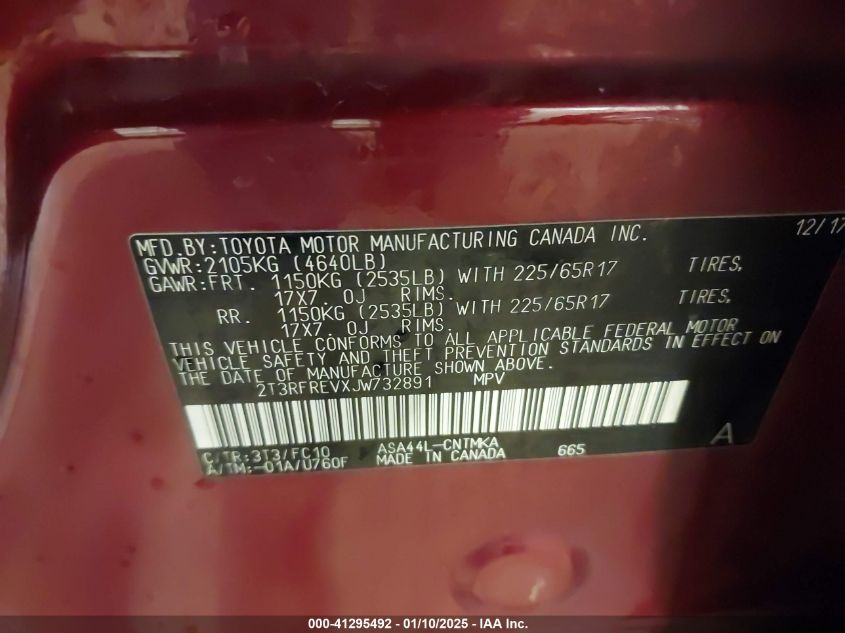 12/17
MFD.BY:TOYOTA MOTOR MANUFACTURING CANADA INC.
GVWR:2105KG (4640LB)
GAWR:FRT. 1150KG (2535LB) WITH 225/65R17 TIRES,
17X7.0J RIMS.
RR. 1150KG (2535LB) WITH 225/65R17 TIRES,
17X7.0J RIMS.
THIS VEHICLE CONFORMS TO ALL APPLICABLE FEDERAL MOTOR
VEHICLE SAFETY AND THEFT PREVENTION STANDARDS IN EFFECT ON
THE DATE OF MANUFACTURE SHOWN ABOVE.
2T3RFREVXJW732891 MPV
C/TR:3T3/FC10 ASA44L-CNTMKA 665 A
A/TM:-01A/U760F MADE IN CANADA
000-41295492 - 01/10/2025 - IAA Inc.